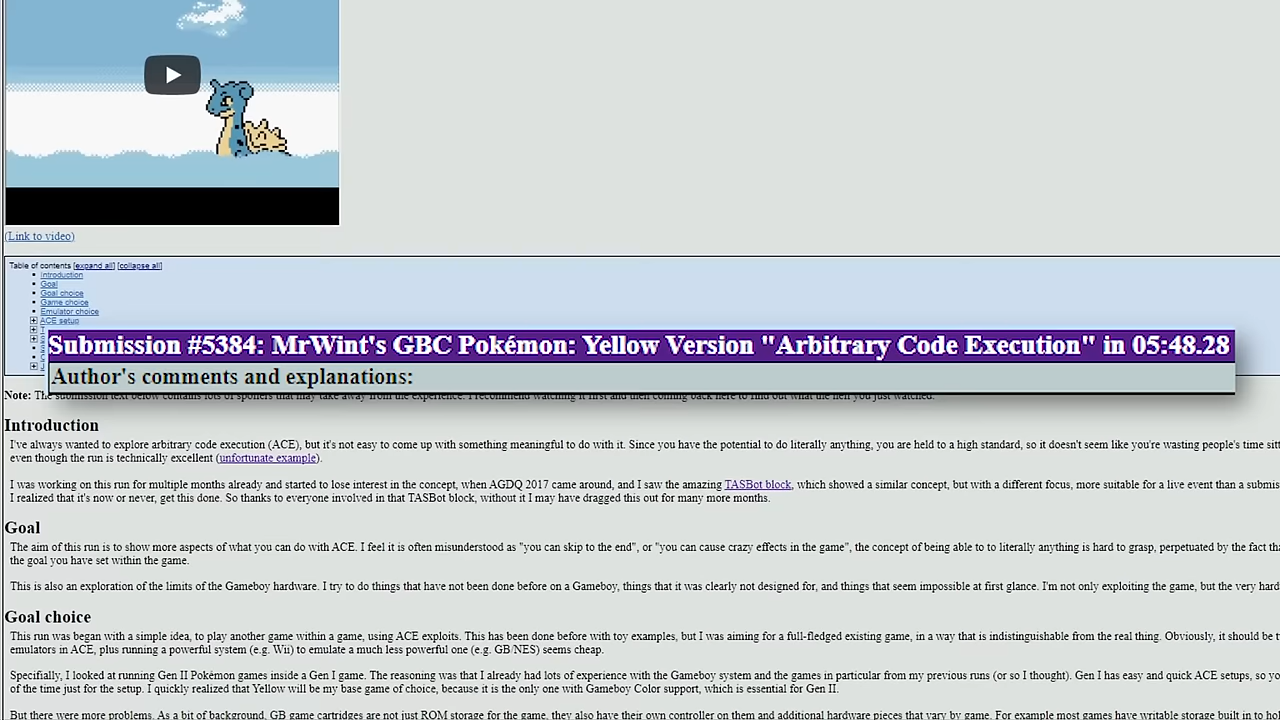 (Link to video)
Table of contents [expand all] [collapse all]
Introduction
Goal
Goal choice
Game choice
Emulator choice
ACE setup
Submission #5384: MrWint's GBC Pokémon: Yellow Version "Arbitrary Code Execution" in 05:48.28
Author's comments and explanations:
Note: The submission text below contains lots of spoilers that may take away from the experience. I recommend watching it first and then coming back here to find out what the hell you just watched.
Introduction
I've always wanted to explore arbitrary code execution (ACE), but it's not easy to come up with something meaningful to do with it. Since you have the potential to do literally anything, you are held to a high standard, so it doesn't seem like you're wasting people's time sitt
even though the run is technically excellent (unfortunate example).
I was working on this run for multiple months already and started to lose interest in the concept, when AGDQ 2017 came around, and I saw the amazing TASBot block, which showed a similar concept, but with a different focus, more suitable for a live event than a submis
I realized that it's now or never, get this done. So thanks to everyone involved in that TASBot block, without it I may have dragged this out for many more months.
Goal
The aim of this run is to show more aspects of what you can do with ACE. I feel it is often misunderstood as "you can skip to the end", or "you can cause crazy effects in the game", the concept of being able to to literally anything is hard to grasp, perpetuated by the fact tha
the goal you have set within the game.
This is also an exploration of the limits of the Gameboy hardware. I try to do things that have not been done before on a Gameboy, things that it was clearly not designed for, and things that seem impossible at first glance. I'm not only exploiting the game, but the very hard
Goal choice
This run was began with a simple idea, to play another game within a game, using ACE exploits. This has been done before with toy examples, but I was aiming for a full-fledged existing game, in a way that is indistinguishable from the real thing. Obviously, it should be tw
emulators in ACE, plus running a powerful system (e.g. Wii) to emulate a much less powerful one (e.g. GB/NES) seems cheap.
Specifially, I looked at running Gen II Pokémon games inside a Gen I game. The reasoning was that I already had lots of experience with the Gameboy system and the games in particular from my previous runs (or so I thought). Gen I has easy and quick ACE setups, so yo
of the time just for the setup. I quickly realized that Yellow will be my base game of choice, because it is the only one with Gameboy Color support, which is essential for Gen II.
But there were more problems. As a bit of background, GB game cartridges are not just ROM storage for the game, they also have their own controller on them and additional hardware pieces that vary by game. For example most games have writable storage built in to hol